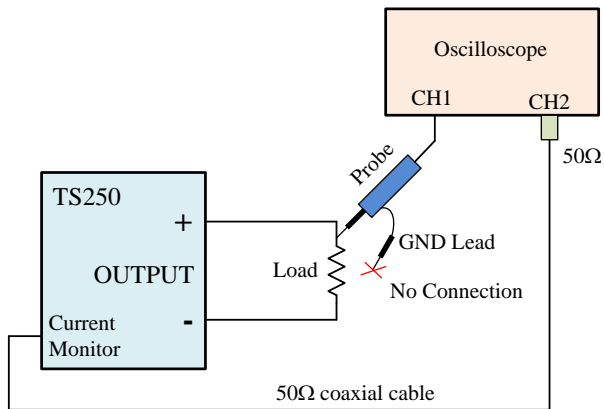 Oscilloscope
CH1
CH2
50Ω
Probe
TS250
+
GND Lead
OUTPUT
Load
No Connection
-
Current
Monitor
50Ω coaxial cable